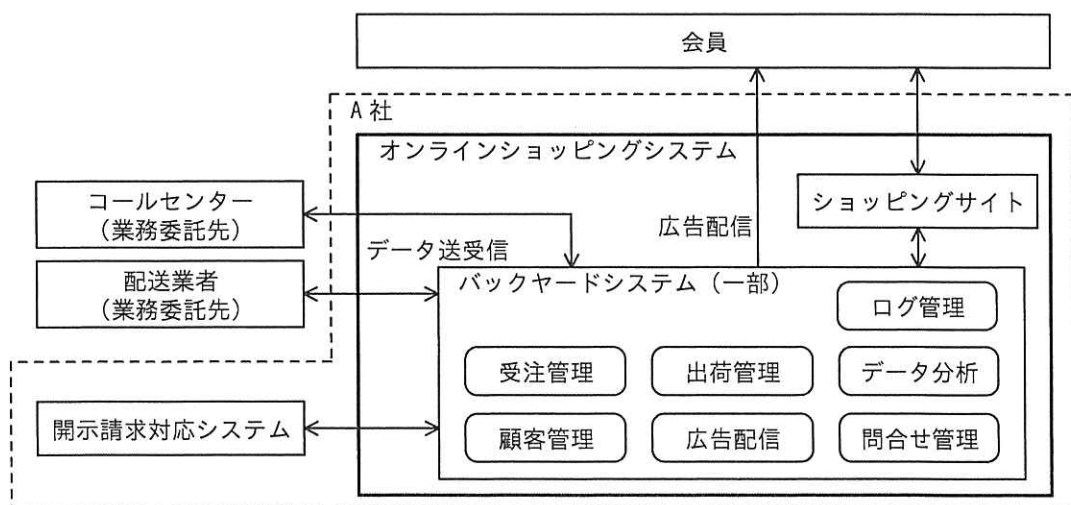 会員
A社
オンラインショッピングシステム
コールセンター
(業務委託先)
ショッピングサイト
データ送受信
広告配信
配送業者
(業務委託先)
バックヤードシステム(一部)
ログ管理
受注管理
出荷管理
データ分析
開示請求対応システム
顧客管理
広告配信
問合せ管理